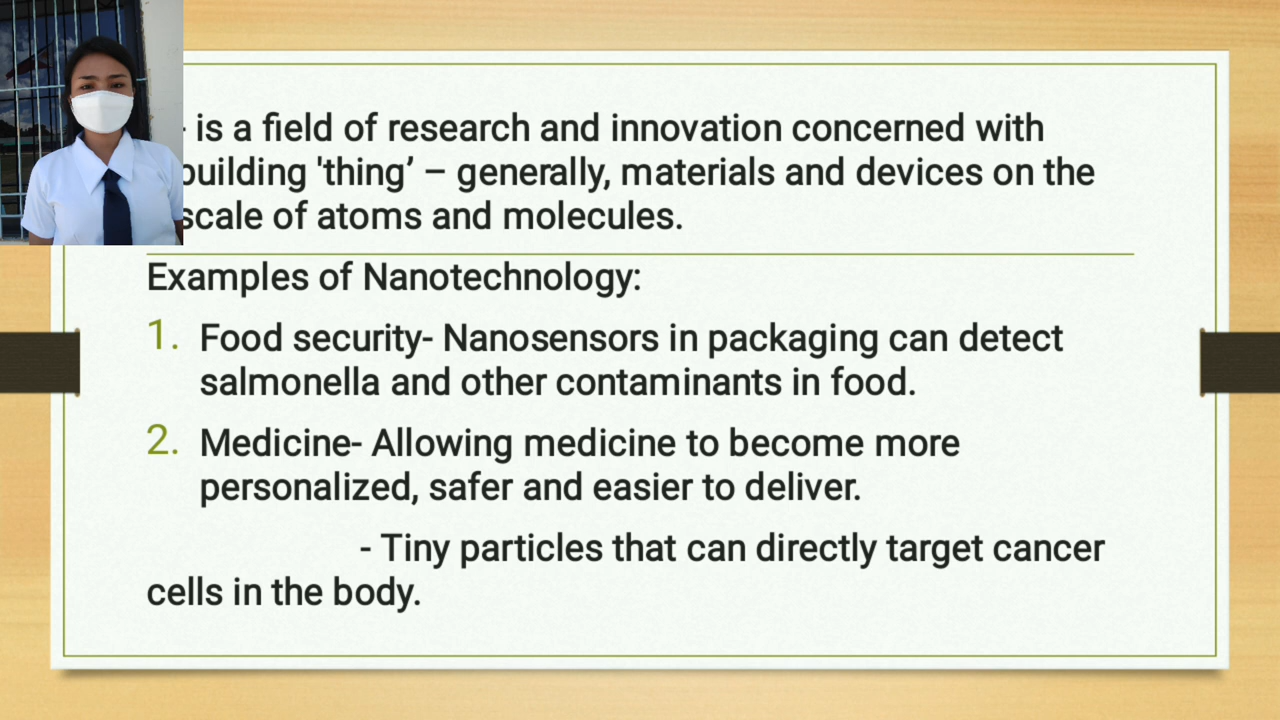 - is a field of research and innovation concerned with
building 'thing’ – generally, materials and devices on the
scale of atoms and molecules.
Examples of Nanotechnology:
1. Food security- Nanosensors in packaging can detect
salmonella and other contaminants in food.
2. Medicine- Allowing medicine to become more
personalized, safer and easier to deliver.
- Tiny particles that can directly target cancer
cells in the body.